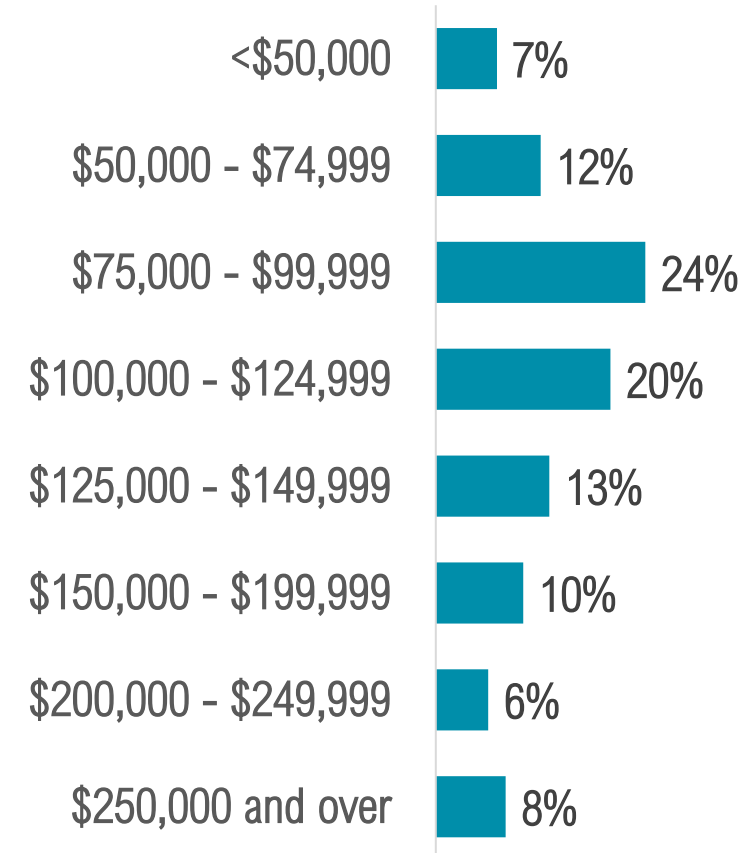 <$50,000 7%
$50,000 - $74,999 12%
$75,000 - $99,999 24%
$100,000 - $124,999 20%
$125,000 - $149,999 13%
$150,000 - $199,999 10%
$200,000 - $249,999 6%
$250,000 and over 8%